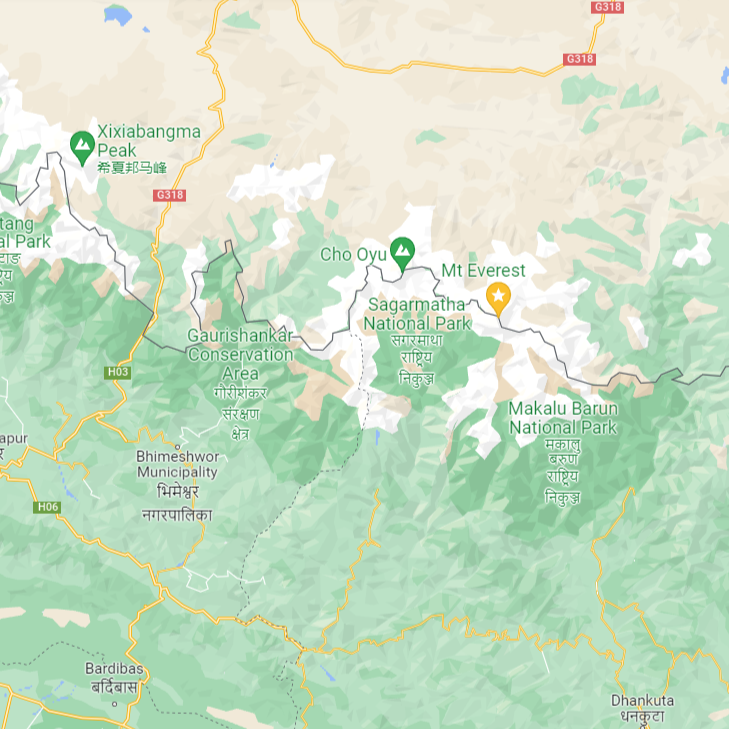 G318
G318
Xixiabangma
Peak
希夏邦马峰
G318
tang
al Park
Cho Oyu
Mt Everest
Sagarmatha
National Park
सगरमाथा
राष्ट्रिय
निकुञ्ज
Gaurishankar
Conservation
Area
गौरीशंकर
संरक्षण
क्षेत्र
H03
Makalu Barun
National Park
मकालु
बरुण
राष्ट्रिय
निकुञ्ज
apur
Bhimeshwor
Municipality
भिमेश्वर
नगरपालिका
H06
Bardibas
बर्दिबास
Dhankuta
धनकुटा